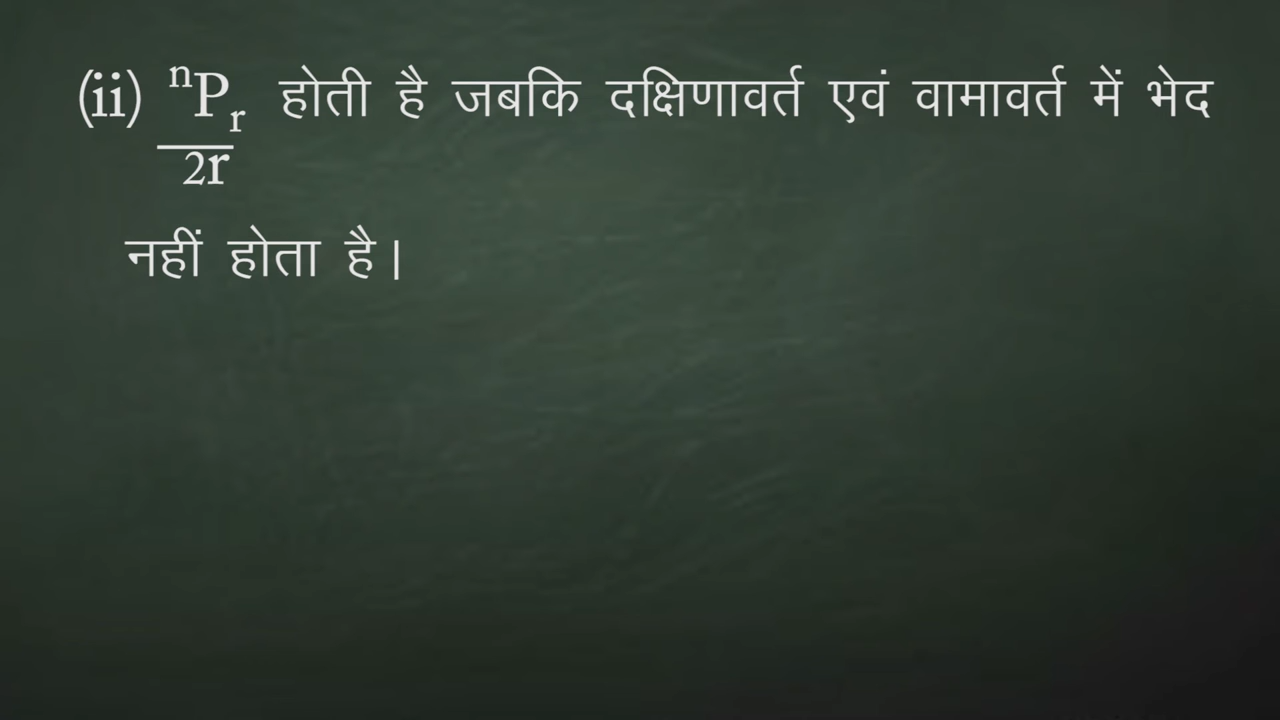 (ii) ⁿPᵣ होती है जबकि दक्षिणावर्त एवं वामावर्त में भेद
2r
नहीं होता है।